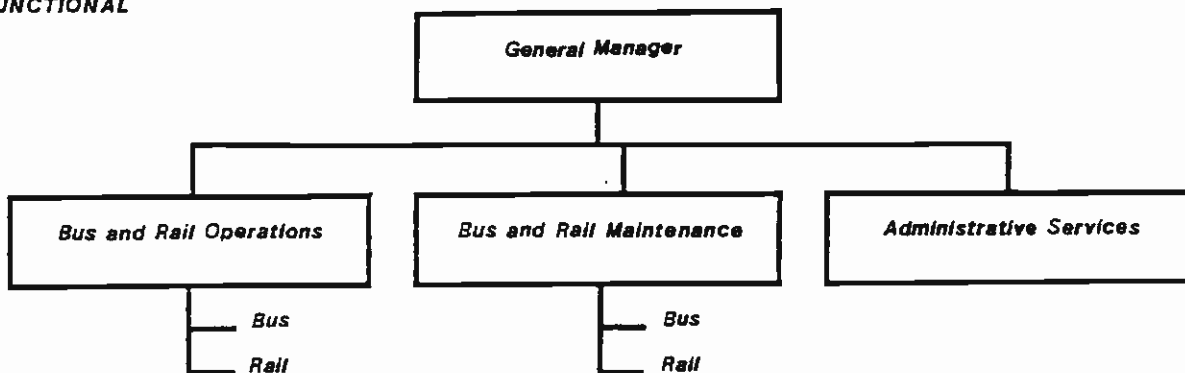 UNCTIONAL
General Manager
Bus and Rail Operations
Bus and Rail Maintenance
Administrative Services
Bus
Rail
Bus
Rail